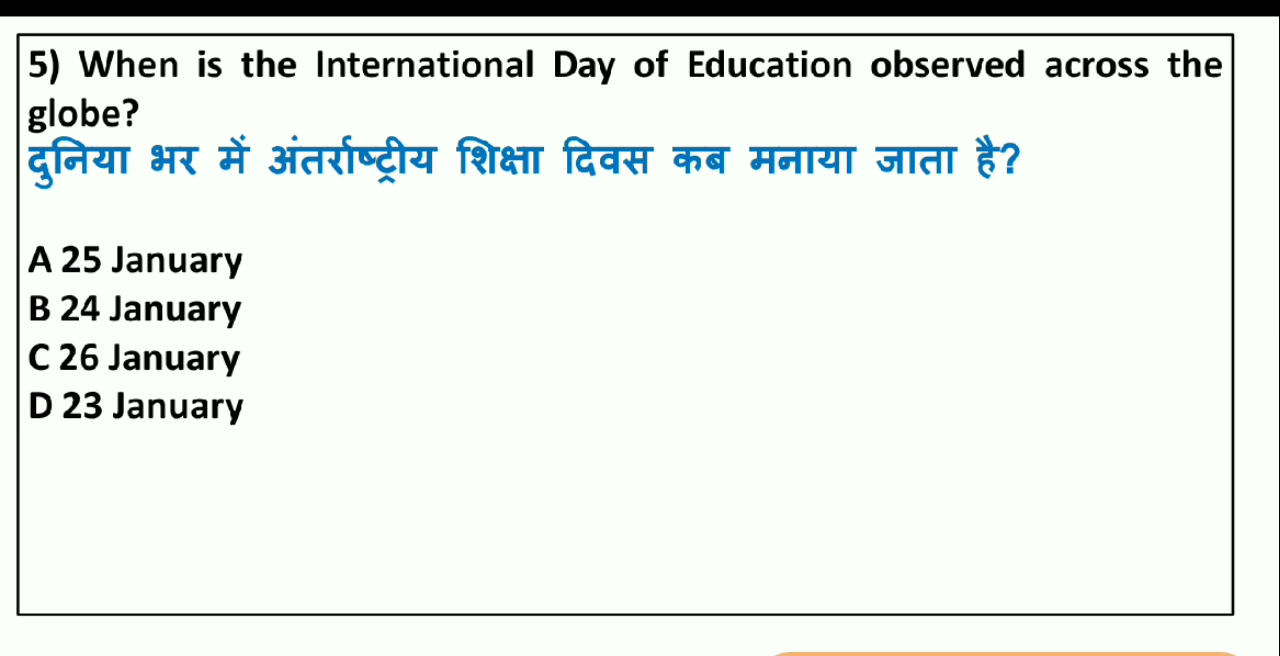 5) When is the International Day of Education observed across the
globe?
दुनिया भर में अंतर्राष्ट्रीय शिक्षा दिवस कब मनाया जाता है?
A 25 January
B 24 January
C 26 January
D 23 January